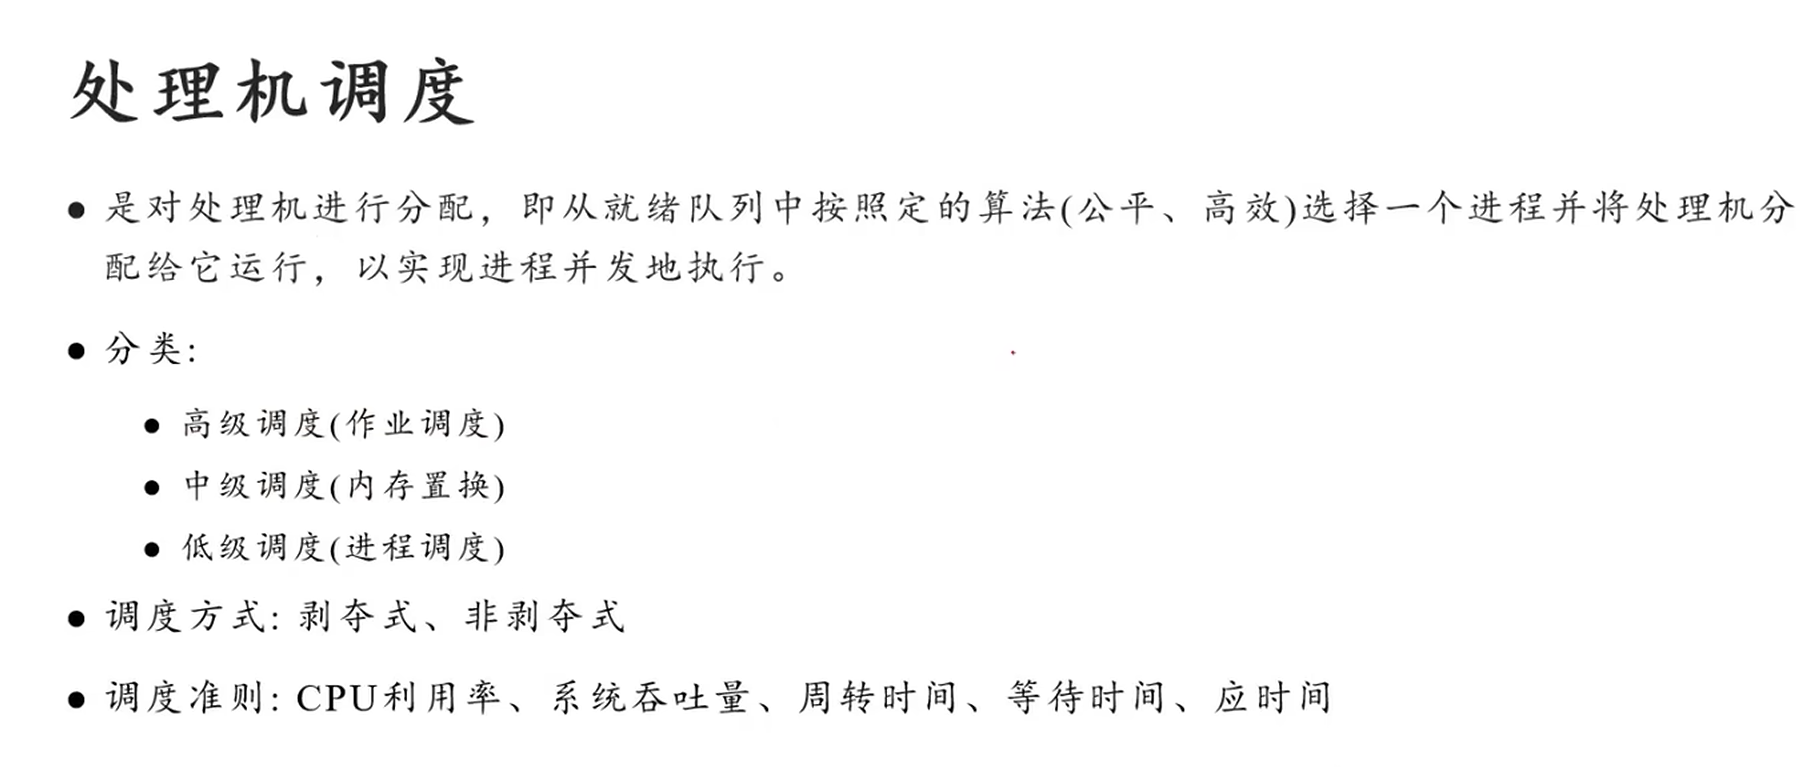 处理机调度
● 是对处理机进行分配，即从就绪队列中按照定的算法(公平、高效)选择一个进程并将处理机分
配给它运行，以实现进程并发地执行。
● 分类:
● 高级调度(作业调度)
● 中级调度(内存置换)
● 低级调度(进程调度)
● 调度方式: 剥夺式、非剥夺式
● 调度准则: CPU利用率、系统吞吐量、周转时间、等待时间、应时间